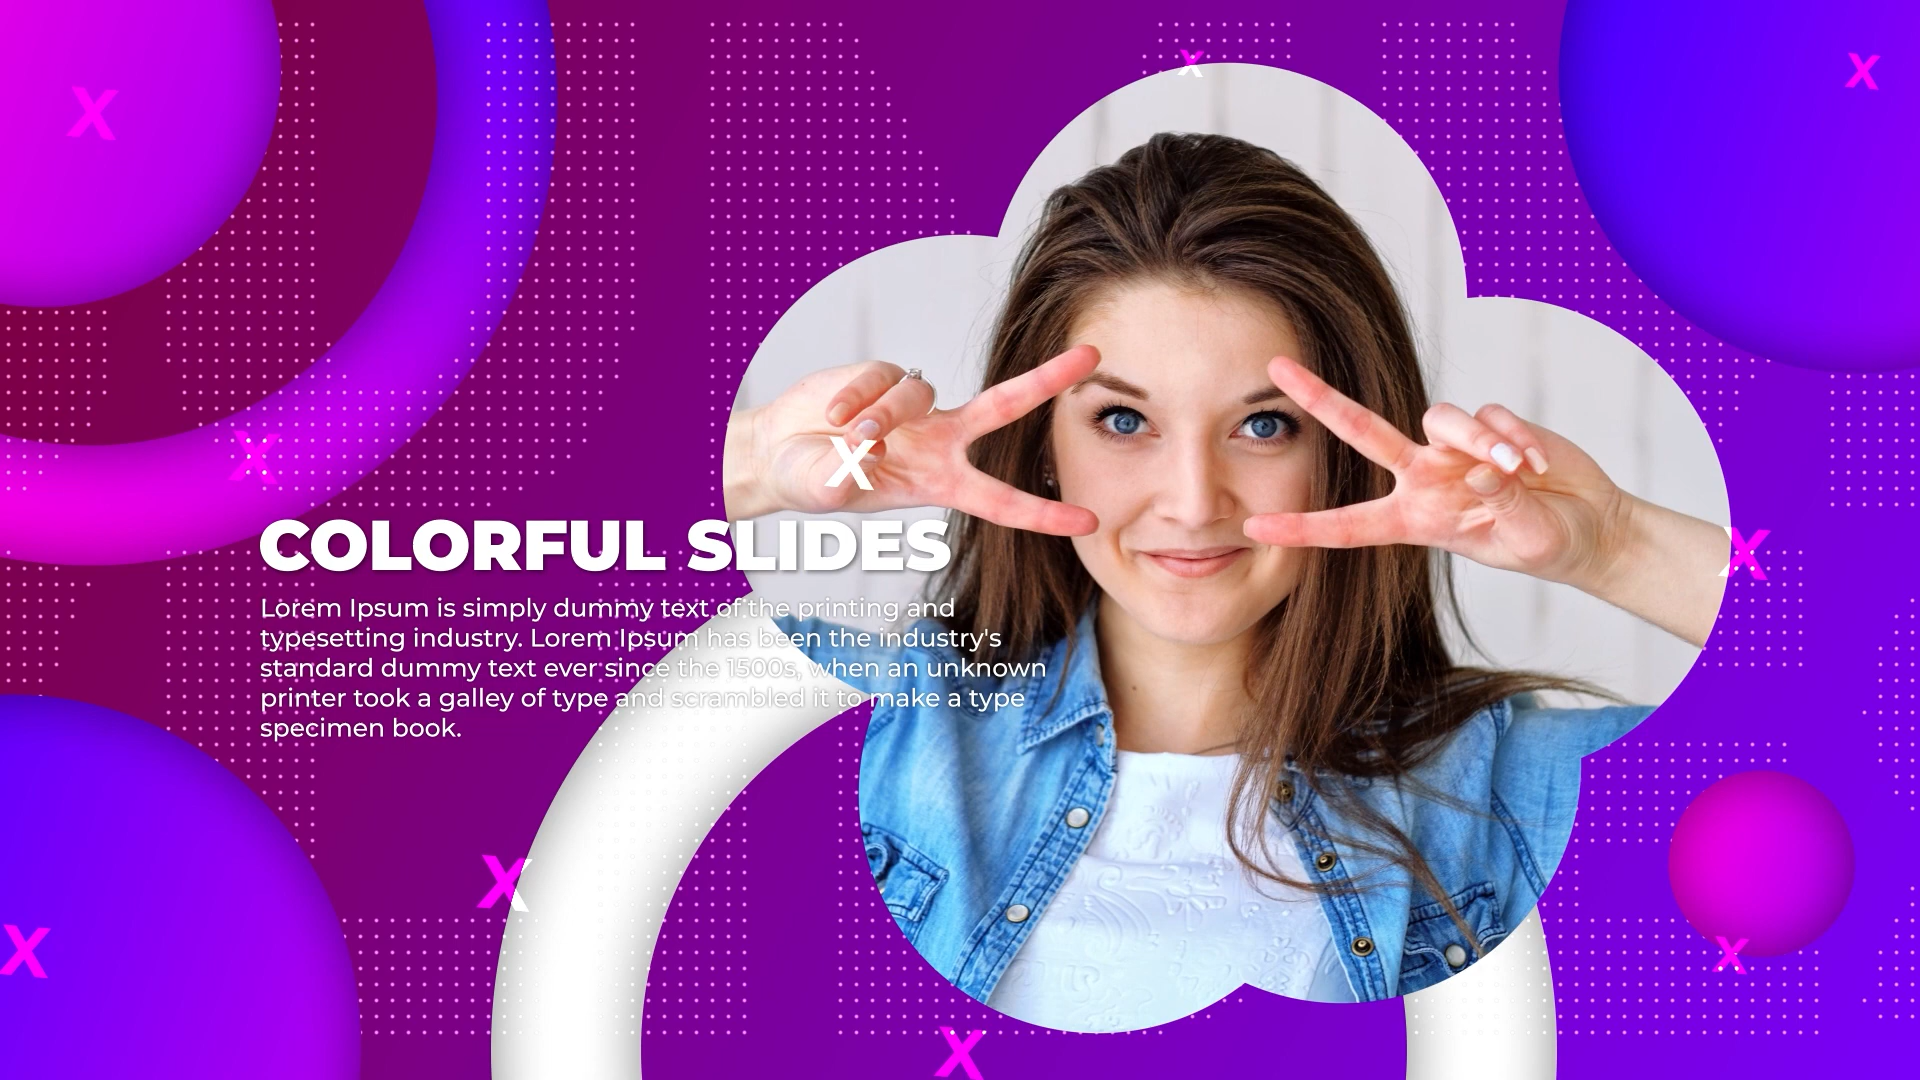 COLORFUL SLIDES
Lorem Ipsum is simply dummy text of the printing and
typesetting industry. Lorem Ipsum has been the industry's
standard dummy text ever since the 1500s, when an unknown
printer took a galley of type and scrambled it to make a type
specimen book.